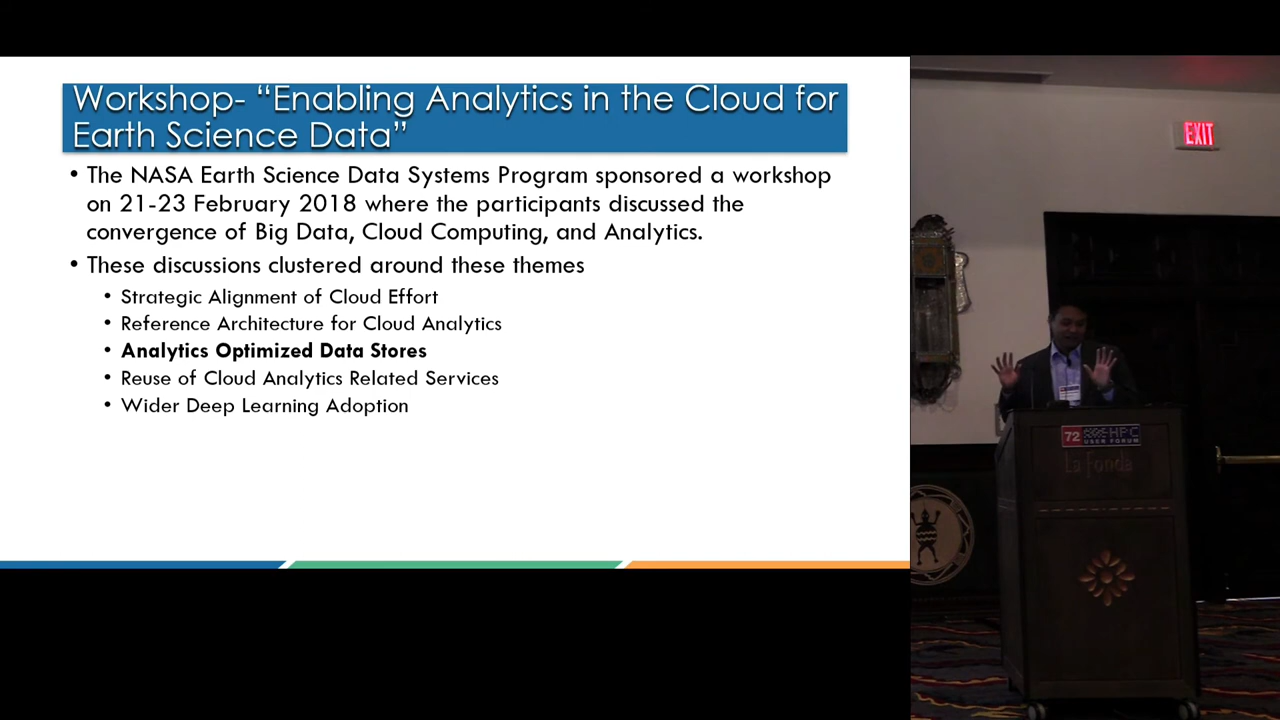 Workshop- “Enabling Analytics in the Cloud for
Earth Science Data”
• The NASA Earth Science Data Systems Program sponsored a workshop
on 21-23 February 2018 where the participants discussed the
convergence of Big Data, Cloud Computing, and Analytics.
• These discussions clustered around these themes
• Strategic Alignment of Cloud Effort
• Reference Architecture for Cloud Analytics
• Analytics Optimized Data Stores
• Reuse of Cloud Analytics Related Services
• Wider Deep Learning Adoption
EXIT
72 HPC
USER FORUM
La Fonda